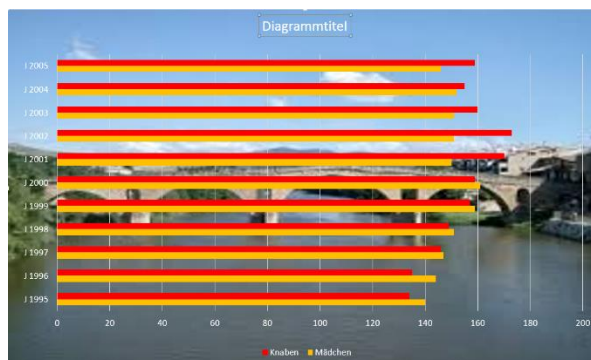 Diagrammtitel
J 2005
J 2004
J 2003
J 2002
J 2001
J 2000
J 1999
J 1998
J 1997
J 1996
J 1995
0 20 40 60 80 100 120 140 160 180 200
Knaben Mädchen